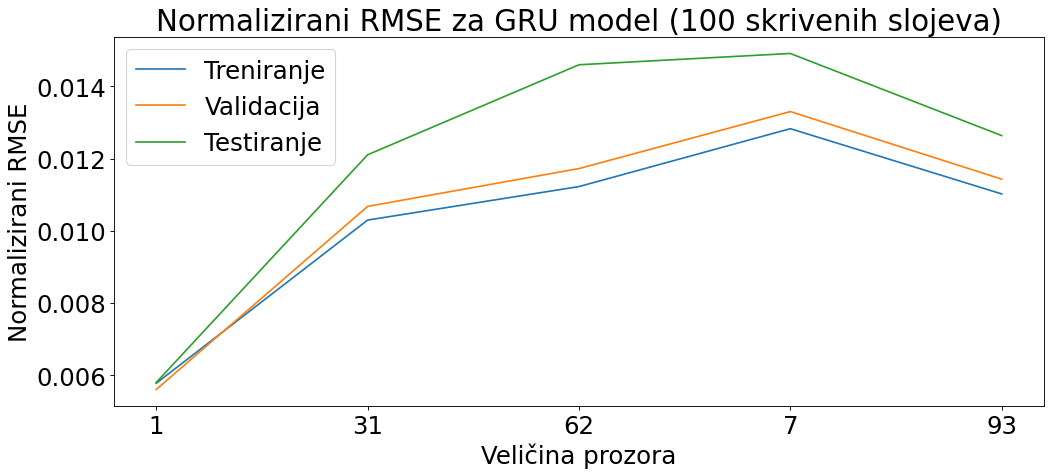 Normalizirani RMSE za GRU model (100 skrivenih slojeva)
Treniranje
Validacija
Testiranje
Normalizirani RMSE
0.014
0.012
0.010
0.008
0.006
1 31 62 7 93
Veličina prozora